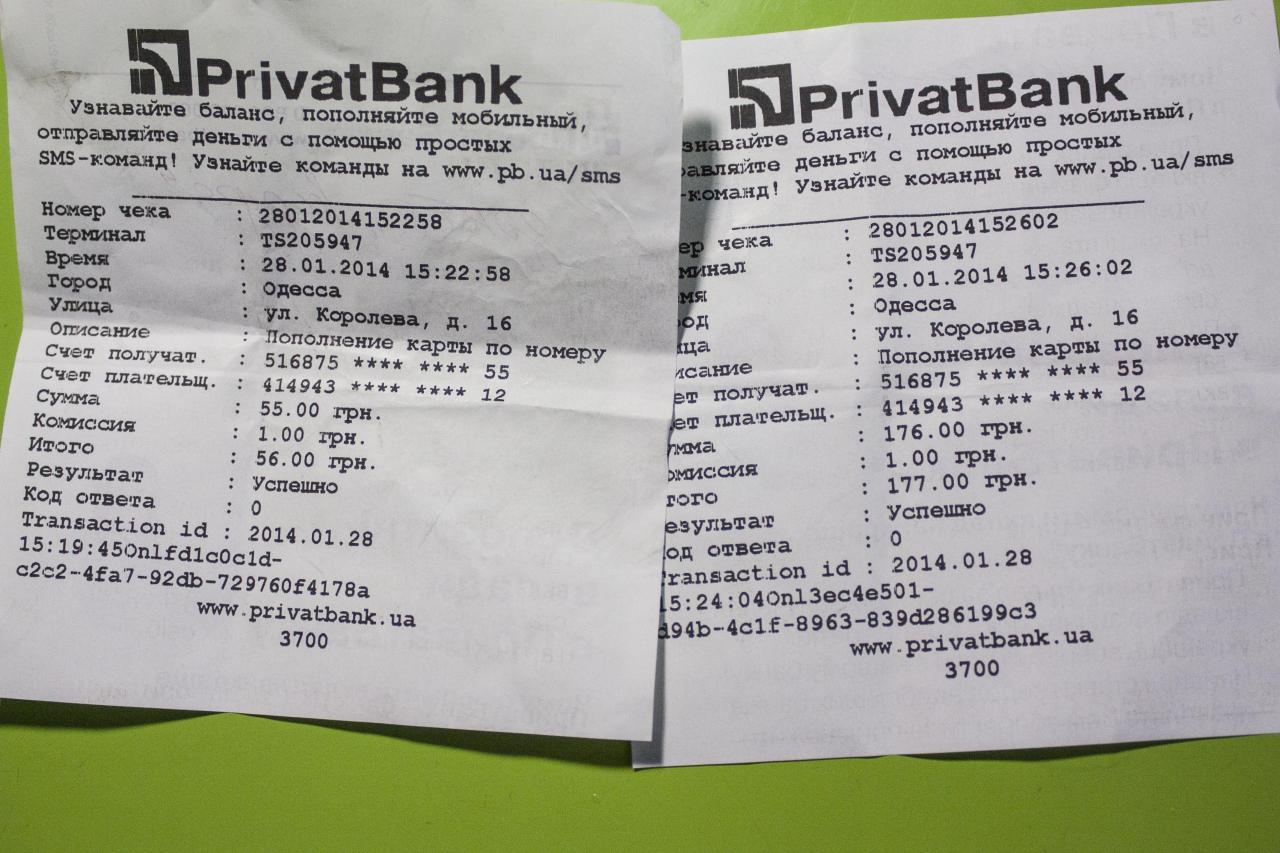 PrivatBank
Узнавайте баланс, пополняйте мобильный,
отправляйте деньги с помощью простых
SMS-команд! Узнайте команды на www.pb.ua/sms
Номер чека : 28012014152258
Терминал : TS205947
Время : 28.01.2014 15:22:58
Город : Одесса
Улица : ул. Королева, д. 16
Описание : Пополнение карты по номеру
Счет получат. : 516875 **** **** 55
Счет плательщ. : 414943 **** **** 12
Сумма : 55.00 грн.
Комиссия : 1.00 грн.
Итого : 56.00 грн.
Результат : Успешно
Код ответа : 0
Transaction id : 2014.01.28
15:19:45Onlfd1c0c1d-
c2c2-4fa7-92db-729760f4178a
www.privatbank.ua
3700
PrivatBank
знавайте баланс, пополняйте мобильный,
равляйте деньги с помощью простых
-команд! Узнайте команды на www.pb.ua/sms
ер чека : 28012014152602
минал : TS205947
мя : 28.01.2014 15:26:02
од : Одесса
ца : ул. Королева, д. 16
исание : Пополнение карты по номеру
ет получат. : 516875 **** **** 55
ет плательщ. : 414943 **** **** 12
мма : 176.00 грн.
омиссия : 1.00 грн.
того : 177.00 грн.
езультат : Успешно
од ответа : 0
ransaction id : 2014.01.28
15:24:04Onl3ec4e501-
d94b-4c1f-8963-839d286199c3
www.privatbank.ua
3700